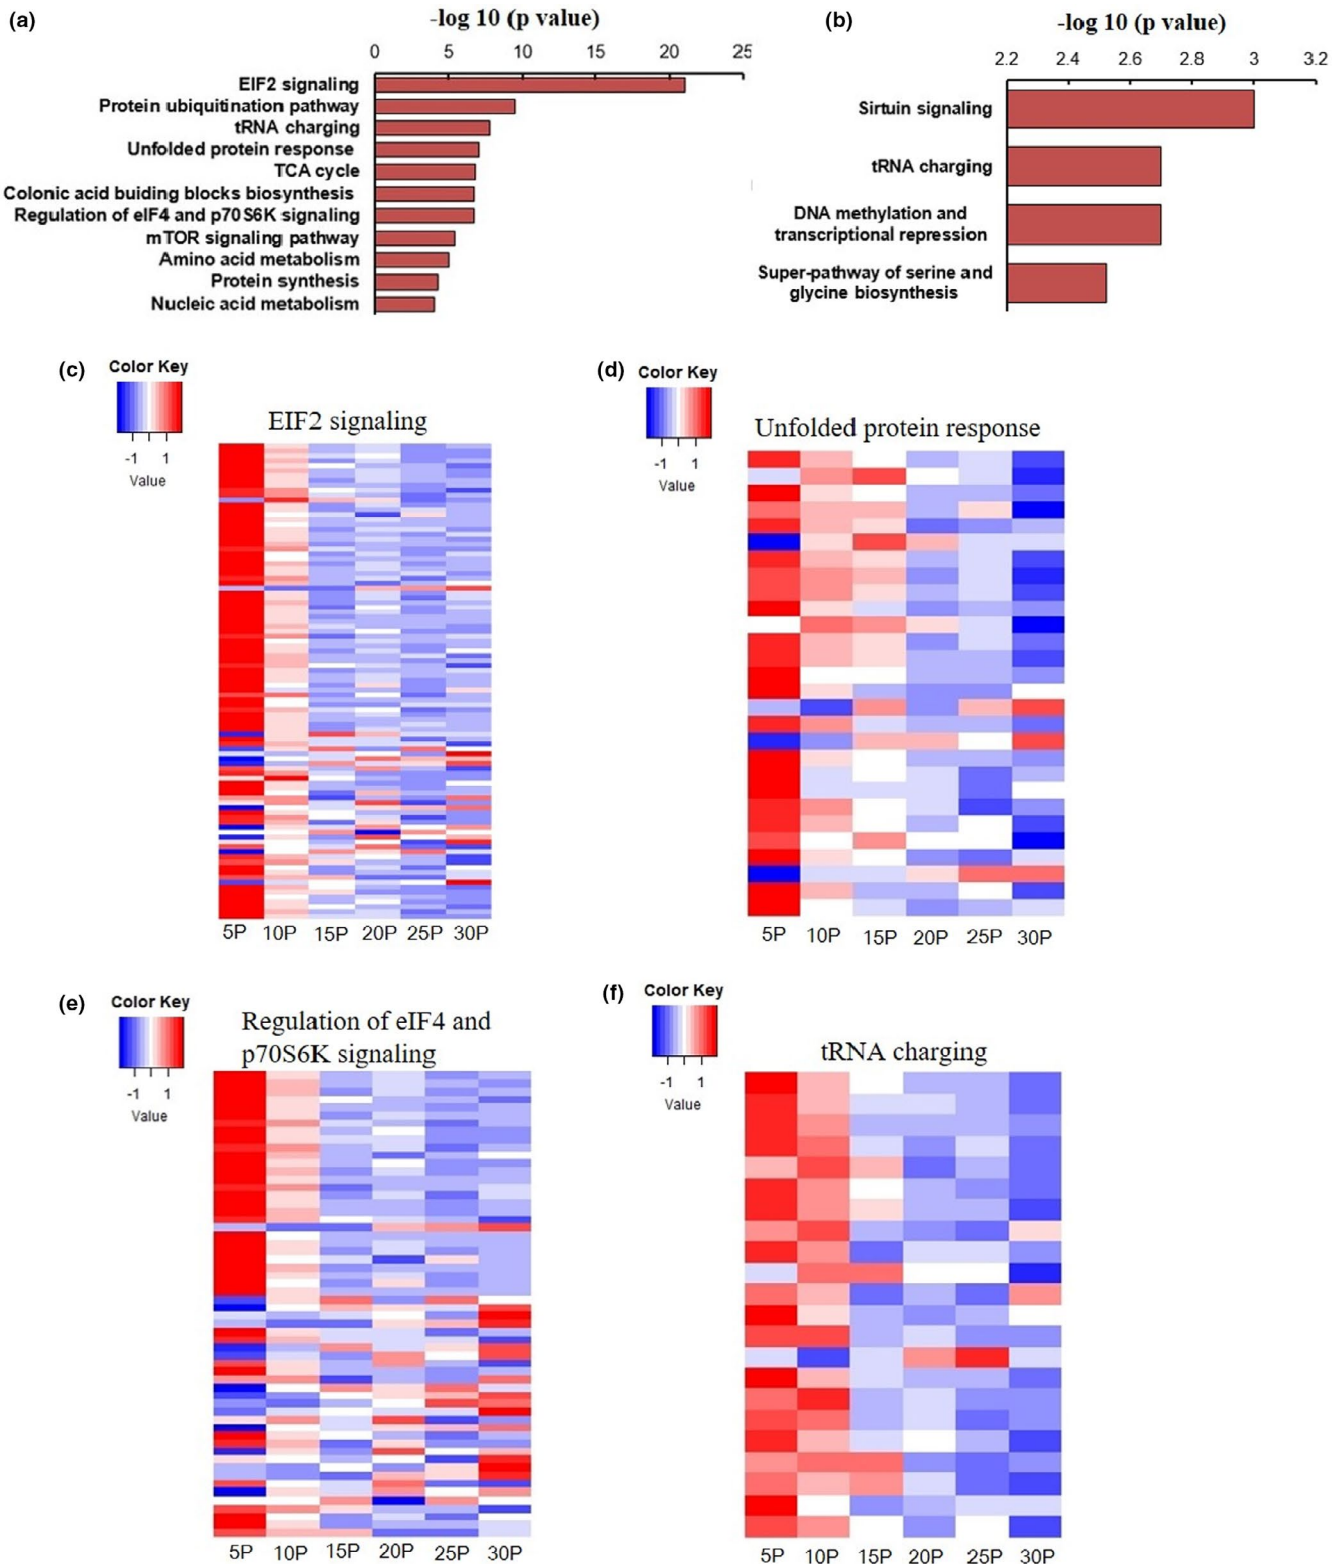 (a)
-log 10 (p value)
0 5 10 15 20 25
EIF2 signaling
Protein ubiquitination pathway
tRNA charging
Unfolded protein response
TCA cycle
Colonic acid buiding blocks biosynthesis
Regulation of eIF4 and p70S6K signaling
mTOR signaling pathway
Amino acid metabolism
Protein synthesis
Nucleic acid metabolism
(b)
-log 10 (p value)
2.2 2.4 2.6 2.8 3 3.2
Sirtuin signaling
tRNA charging
DNA methylation and
transcriptional repression
Super-pathway of serine and
glycine biosynthesis
(c)
Color Key
-1 1
Value
EIF2 signaling
5P 10P 15P 20P 25P 30P
(d)
Color Key
-1 1
Value
Unfolded protein response
5P 10P 15P 20P 25P 30P
(e)
Color Key
-1 1
Value
Regulation of eIF4 and
p70S6K signaling
5P 10P 15P 20P 25P 30P
(f)
Color Key
-1 1
Value
tRNA charging
5P 10P 15P 20P 25P 30P